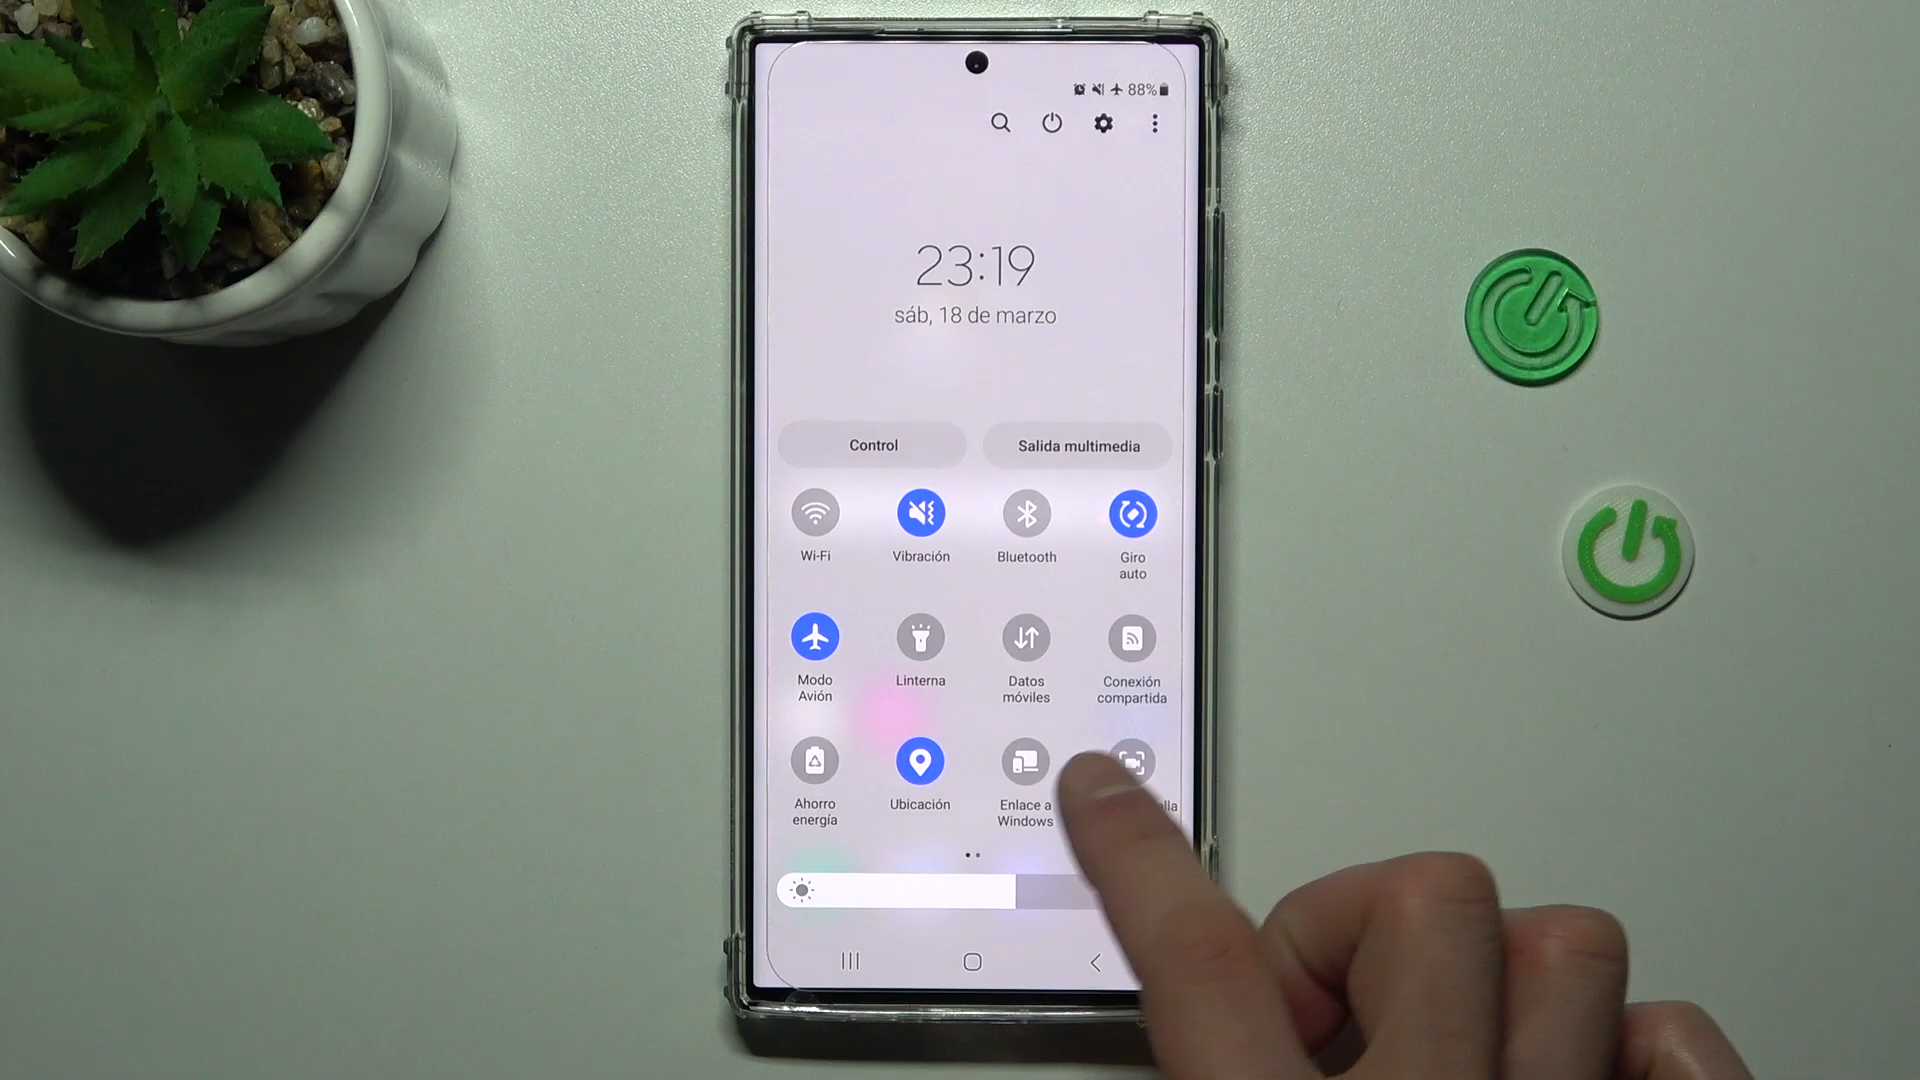 88%
23:19
sáb, 18 de marzo
Control
Salida multimedia
Wi-Fi
Vibración
Bluetooth
Giro
auto
Modo
Avión
Linterna
Datos
móviles
Conexión
compartida
Ahorro
energía
Ubicación
Enlace a
Windows